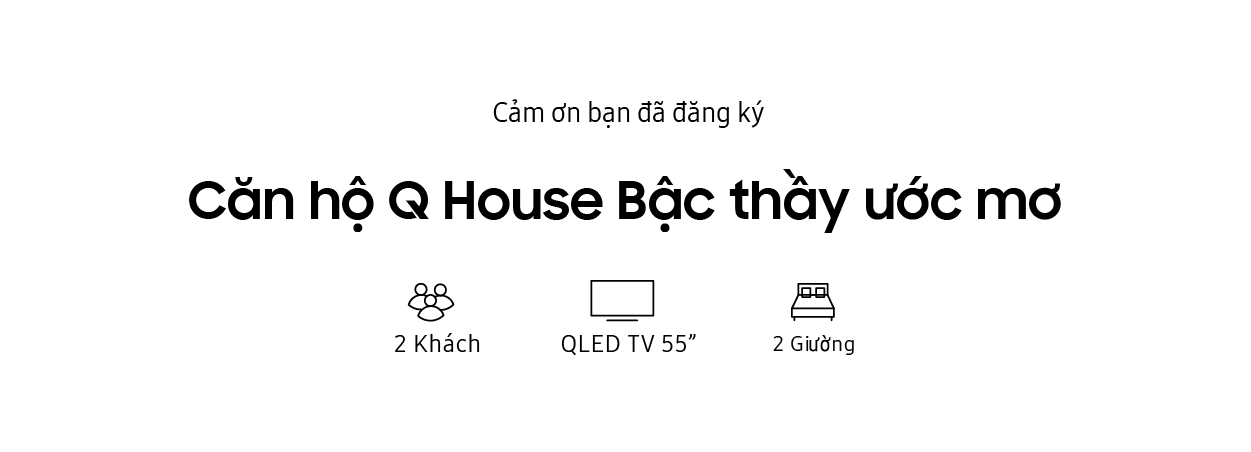 Cảm ơn bạn đã đăng ký
Căn hộ Q House Bậc thầy ước mơ
2 Khách
QLED TV 55”
2 Giường